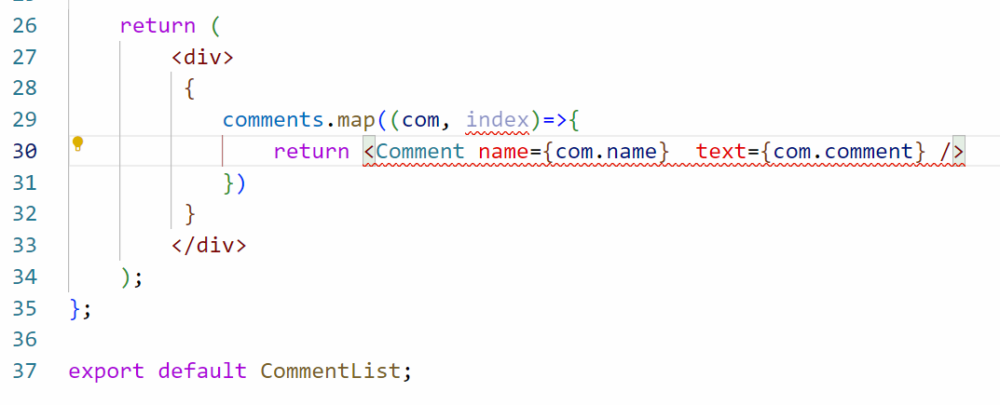 26 return (
27 <div>
28 {
29 comments.map((com, index)=>{
30 return <Comment name={com.name}  text={com.comment} />
31 })
32 }
33 </div>
34 );
35 };
36
37 export default CommentList;